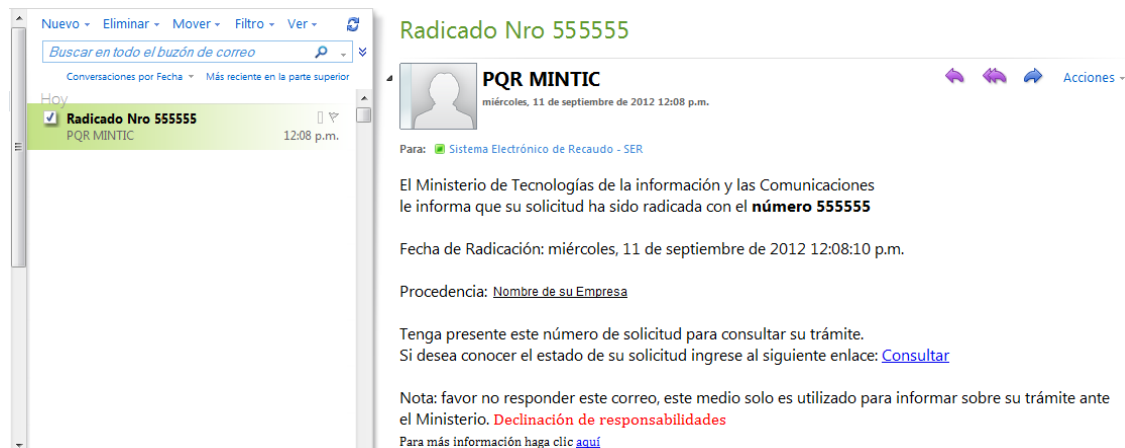 Nuevo Eliminar Mover Filtro Ver
Buscar en todo el buzón de correo
Conversaciones por Fecha Más reciente en la parte superior
Hoy
Radicado Nro 555555
PQR MINTIC 12:08 p.m.
Radicado Nro 555555
PQR MINTIC
Acciones
miércoles, 11 de septiembre de 2012 12:08 p.m.
Para: Sistema Electrónico de Recaudo - SER
El Ministerio de Tecnologías de la información y las Comunicaciones
le informa que su solicitud ha sido radicada con el número 555555
Fecha de Radicación: miércoles, 11 de septiembre de 2012 12:08:10 p.m.
Procedencia: Nombre de su Empresa
Tenga presente este número de solicitud para consultar su trámite.
Si desea conocer el estado de su solicitud ingrese al siguiente enlace: Consultar
Nota: favor no responder este correo, este medio solo es utilizado para informar sobre su trámite ante
el Ministerio. Declinación de responsabilidades
Para más información haga clic aquí